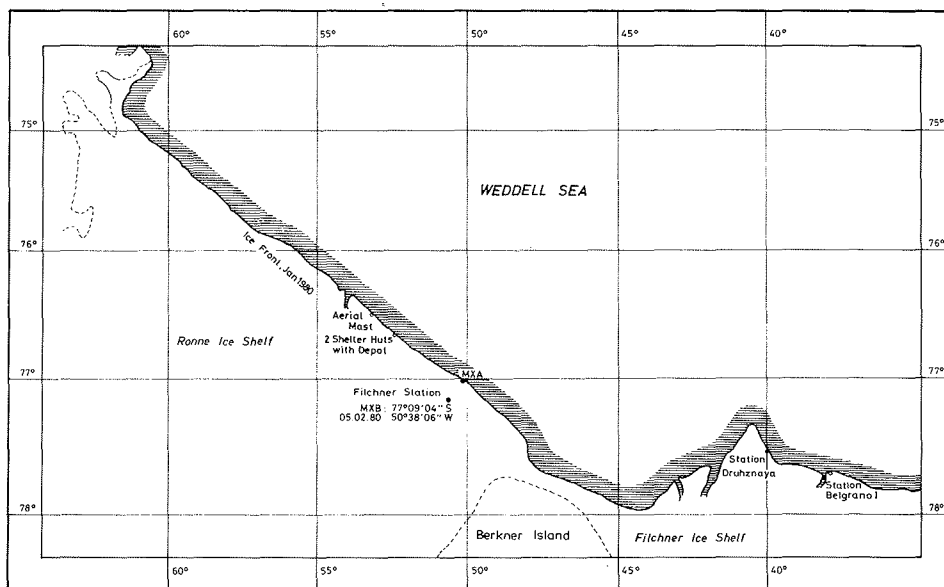 60° 55° 50° 45° 40°
75° 75°
WEDDELL SEA
76° 76°
Ice Front, Jan 1980
Aerial
Mast
2 Shelter Huts
with Depot
Ronne Ice Shelf
77° 77°
MXA
Filchner Station
MXB: 77°09'04" S
05.02.80 50°38'06" W
Station
Druhznaya
Station
Belgrano I
78° 78°
Berkner Island
Filchner Ice Shelf
60° 55° 50° 45° 40°